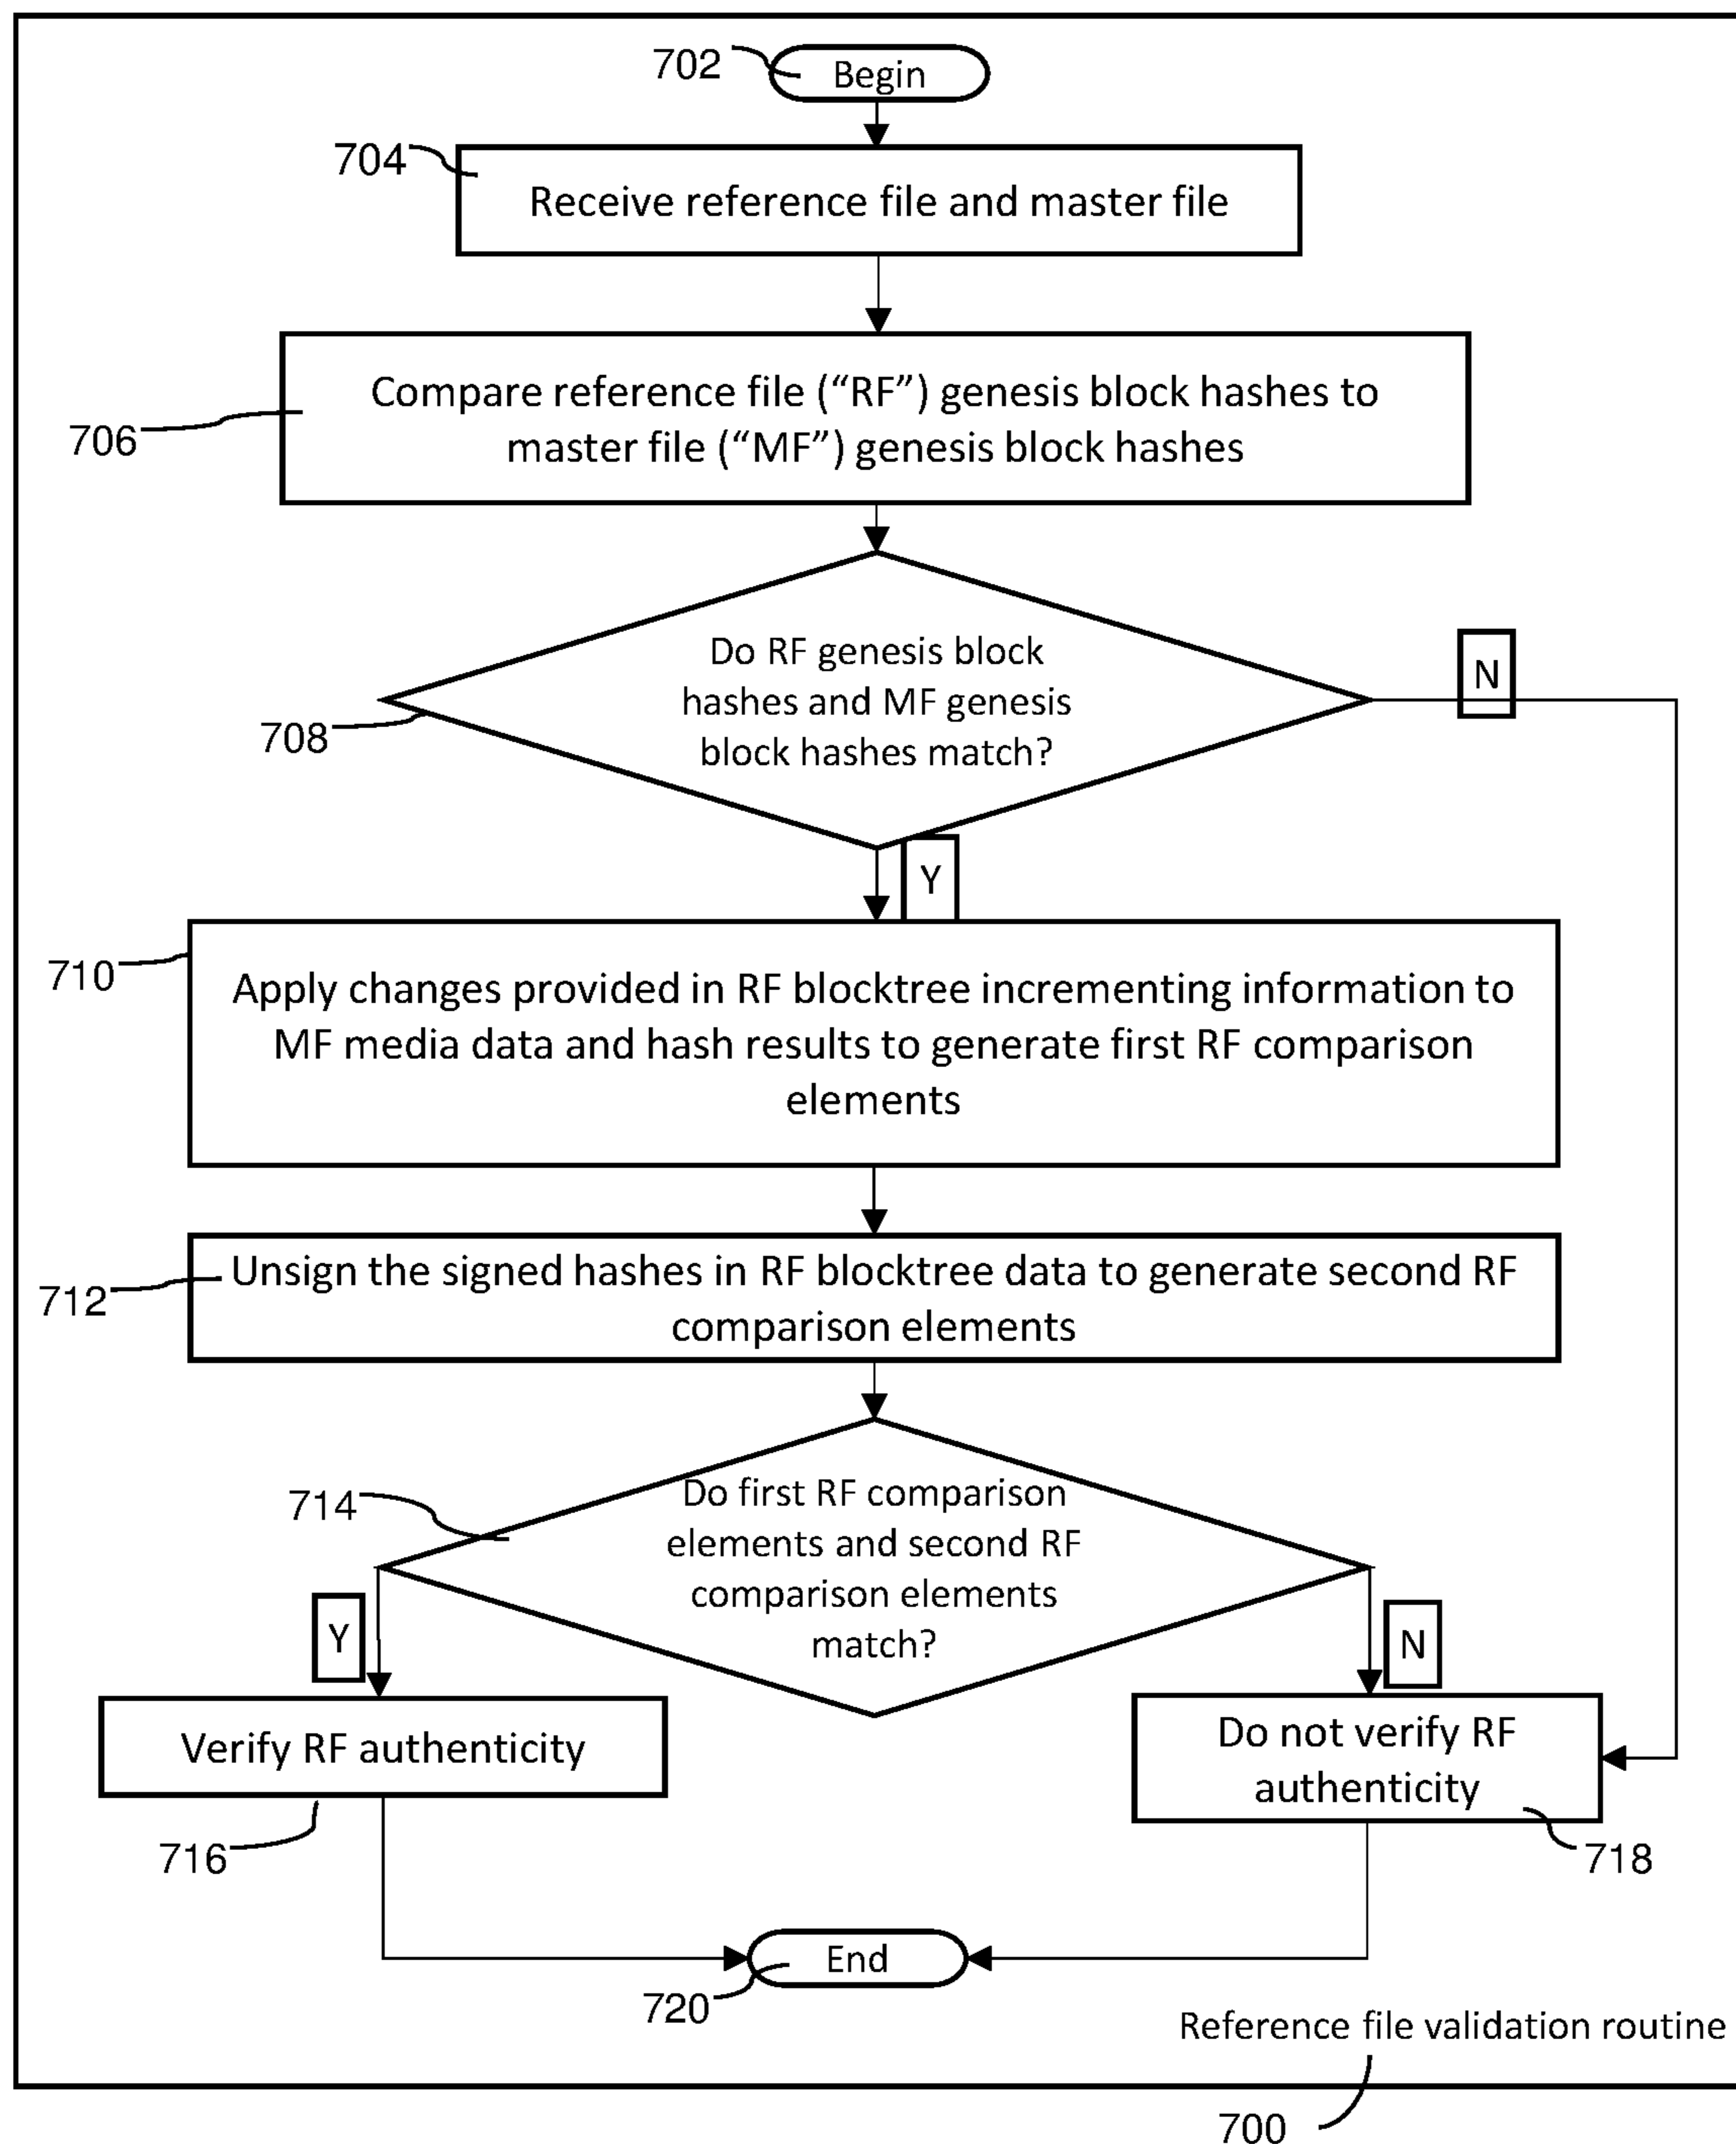 702
Begin
704
Receive reference file and master file
706
Compare reference file (“RF”) genesis block hashes to
master file (“MF”) genesis block hashes
708
Do RF genesis block
hashes and MF genesis
block hashes match?
N
Y
710
Apply changes provided in RF blocktree incrementing information to
MF media data and hash results to generate first RF comparison
elements
712
Unsign the signed hashes in RF blocktree data to generate second RF
comparison elements
714
Do first RF comparison
elements and second RF
comparison elements
match?
Y
N
Verify RF authenticity
716
Do not verify RF
authenticity
718
End
720
Reference file validation routine
700